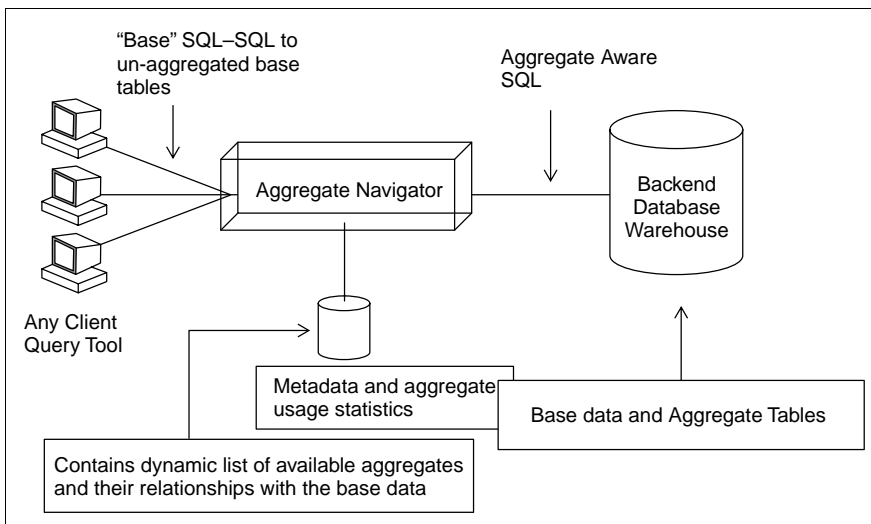 “Base” SQL–SQL to
un-aggregated base
tables
Aggregate Aware
SQL
Aggregate Navigator
Backend
Database
Warehouse
Any Client
Query Tool
Metadata and aggregate
usage statistics
Base data and Aggregate Tables
Contains dynamic list of available aggregates
and their relationships with the base data